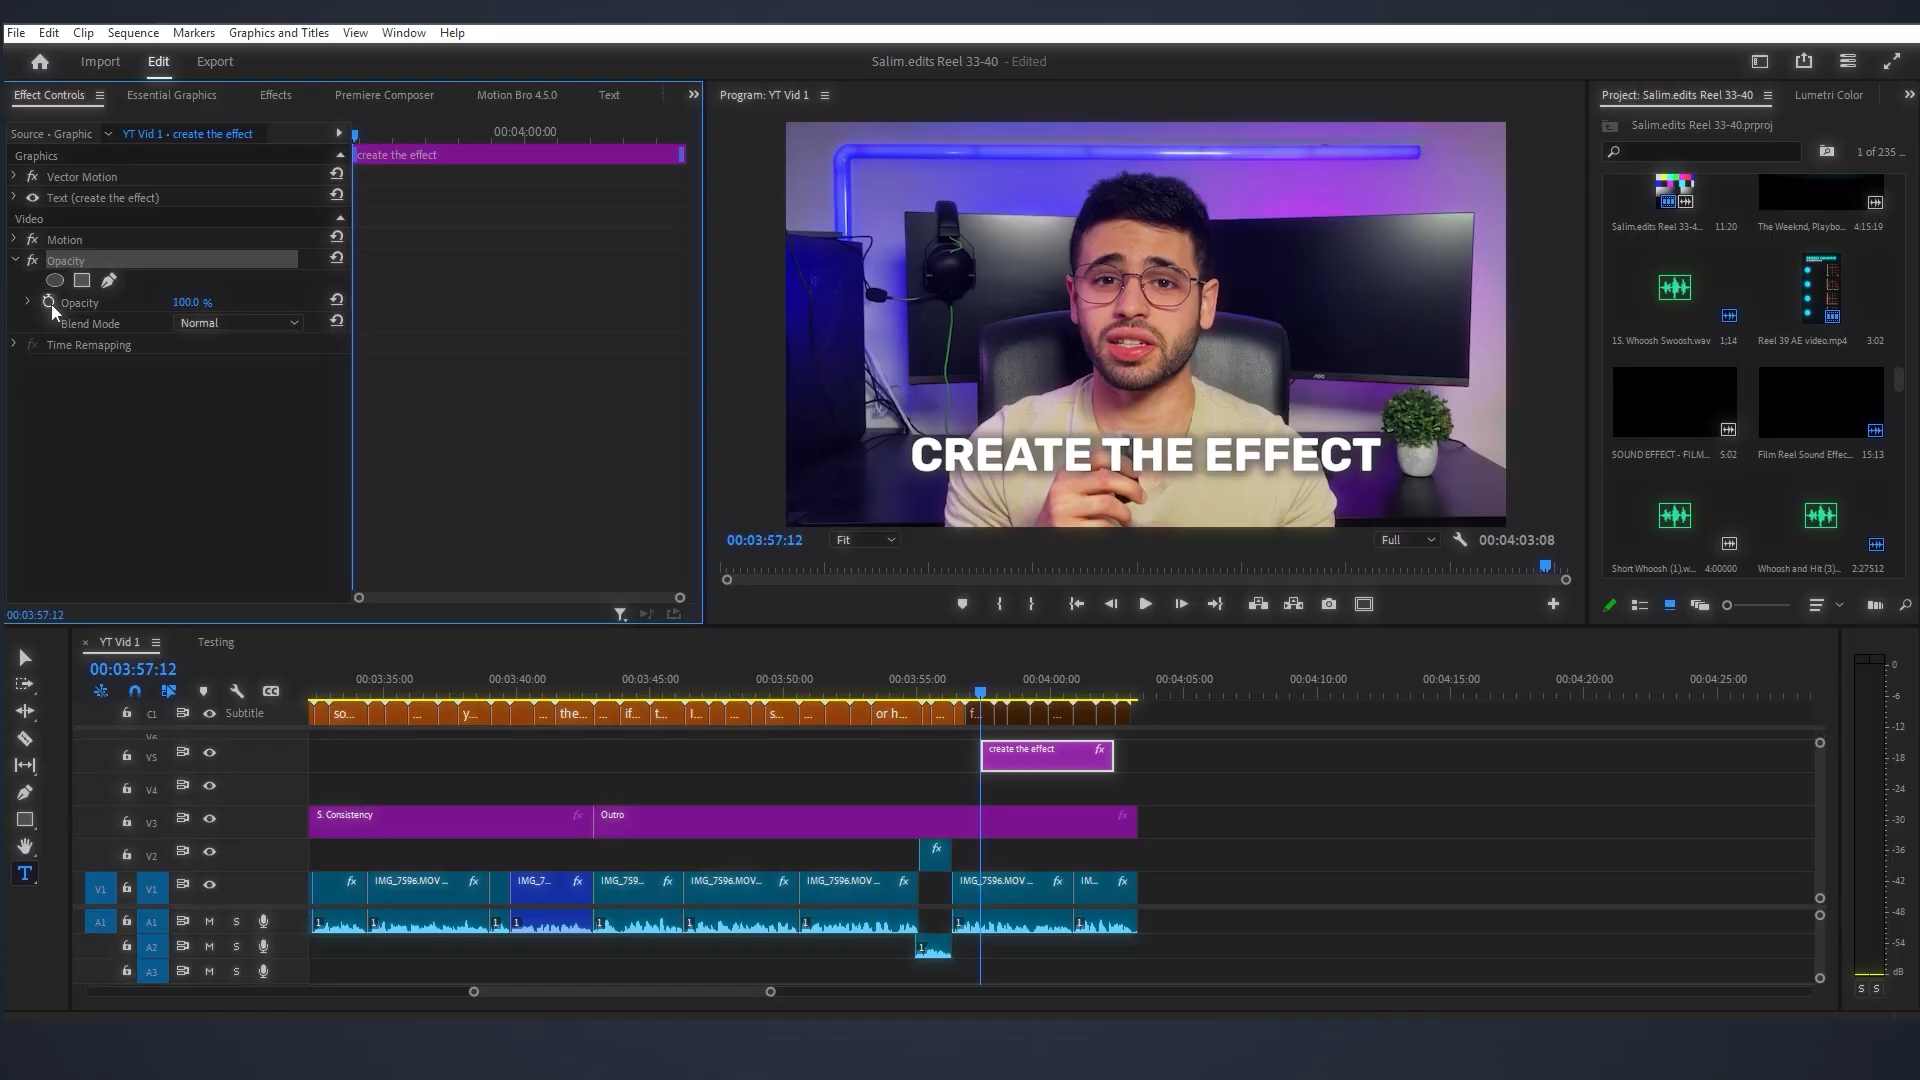 File Edit Clip Sequence Markers Graphics and Titles View Window Help
Import Edit Export
Salim.edits Reel 33-40 - Edited
Effect Controls Essential Graphics Effects Premiere Composer Motion Bro 4.5.0 Text
Source • Graphic YT Vid 1 • create the effect
00:04:00:00
Graphics
create the effect
fx Vector Motion
Text (create the effect)
Video
fx Motion
fx Opacity
Opacity 100.0 %
Blend Mode Normal
fx Time Remapping
00:03:57:12
Program: YT Vid 1
AOC
CREATE THE EFFECT
00:03:57:12 Fit Full 00:04:03:08
Project: Salim.edits Reel 33-40 Lumetri Color
Salim.edits Reel 33-40.prproj
1 of 235 ...
Salim.edits Reel 33-4... 11:20
The Weeknd, Playbo... 4:15:19
15. Whoosh Swoosh.wav 1;14
Reel 39 AE video.mp4 3:02
SOUND EFFECT - FILM... 5:02
Film Reel Sound Effec... 15:13
Short Whoosh (1).w... 4:00000
Whoosh and Hit (3)... 2:27512
YT Vid 1 Testing
00:03:57:12
00:03:35:00 00:03:40:00 00:03:45:00 00:03:50:00 00:03:55:00 00:04:00:00 00:04:05:00 00:04:10:00 00:04:15:00 00:04:20:00 00:04:25:00
CC
C1 Subtitle so... ... y... ... the... ... if... t... I... ... s... ... or h... ... f... ...
V6
V5 create the effect fx
V4
V3 5. Consistency fx Outro fx
V2 fx
V1 V1 fx IMG_7596.MOV ... fx IMG_7... fx IMG_759... fx IMG_7596.MOV... fx IMG_7596.MOV ... fx IMG_7596.MOV ... fx IM... fx
A1 A1 M S 1 1 1 1 1 1 1 1 1
A2 M S 1
A3 M S
T
0
-6
-12
-18
-24
-30
-36
-42
-48
-54
dB
S S